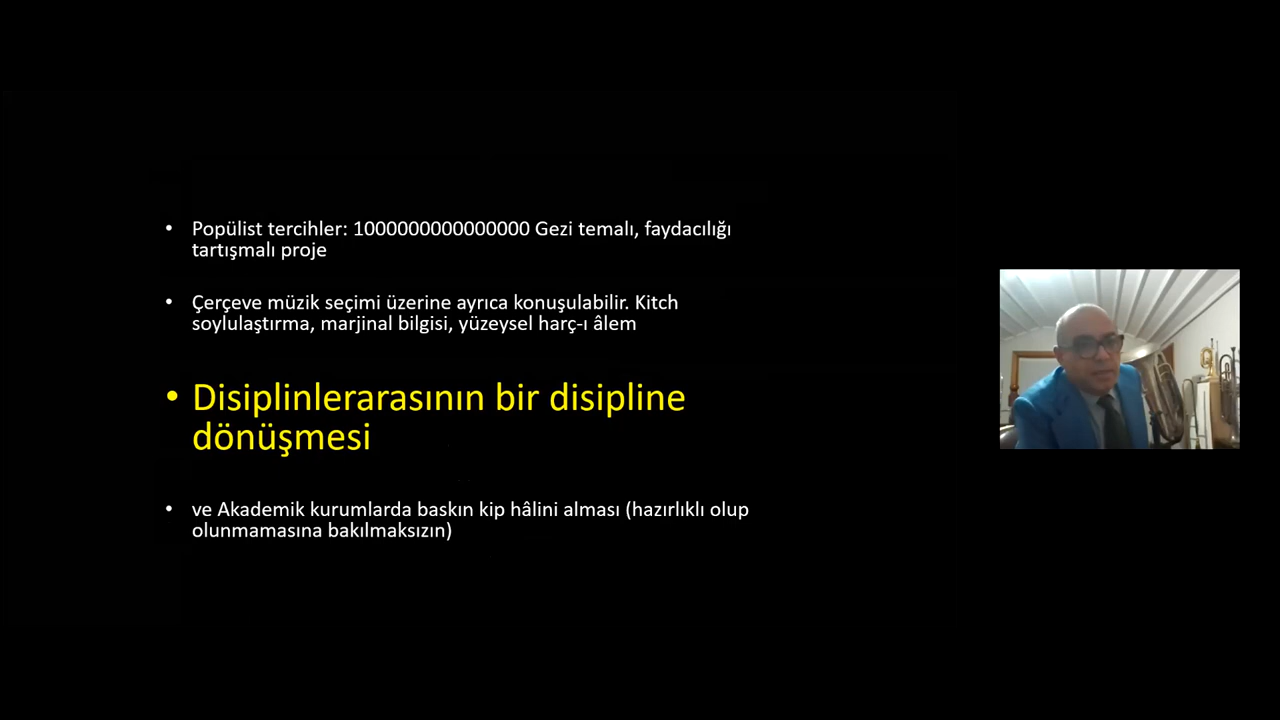 • Popülist tercihler: 1000000000000000 Gezi temalı, faydacılığı
tartışmalı proje
• Çerçeve müzik seçimi üzerine ayrıca konuşulabilir. Kitch
soylulaştırma, marjinal bilgisi, yüzeysel harç-ı âlem
• Disiplinlerarasının bir disipline
dönüşmesi
• ve Akademik kurumlarda baskın kip hâlini alması (hazırlıklı olup
olunmamasına bakılmaksızın)